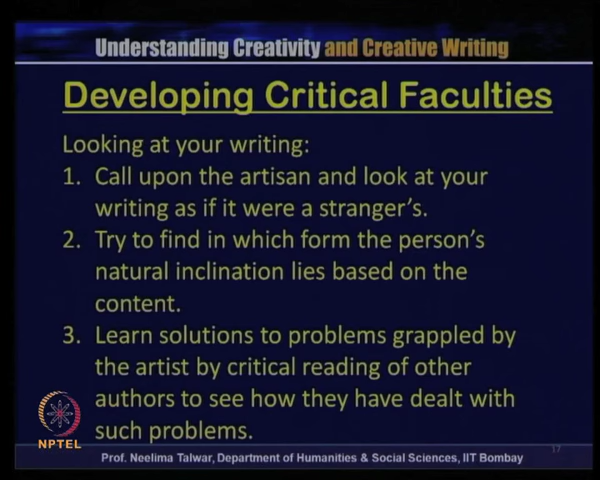 Understanding Creativity and Creative Writing
Developing Critical Faculties
Looking at your writing:
1. Call upon the artisan and look at your
writing as if it were a stranger's.
2. Try to find in which form the person's
natural inclination lies based on the
content.
3. Learn solutions to problems grappled by
the artist by critical reading of other
authors to see how they have dealt with
such problems.
NPTEL
17
Prof. Neelima Talwar, Department of Humanities & Social Sciences, IIT Bombay